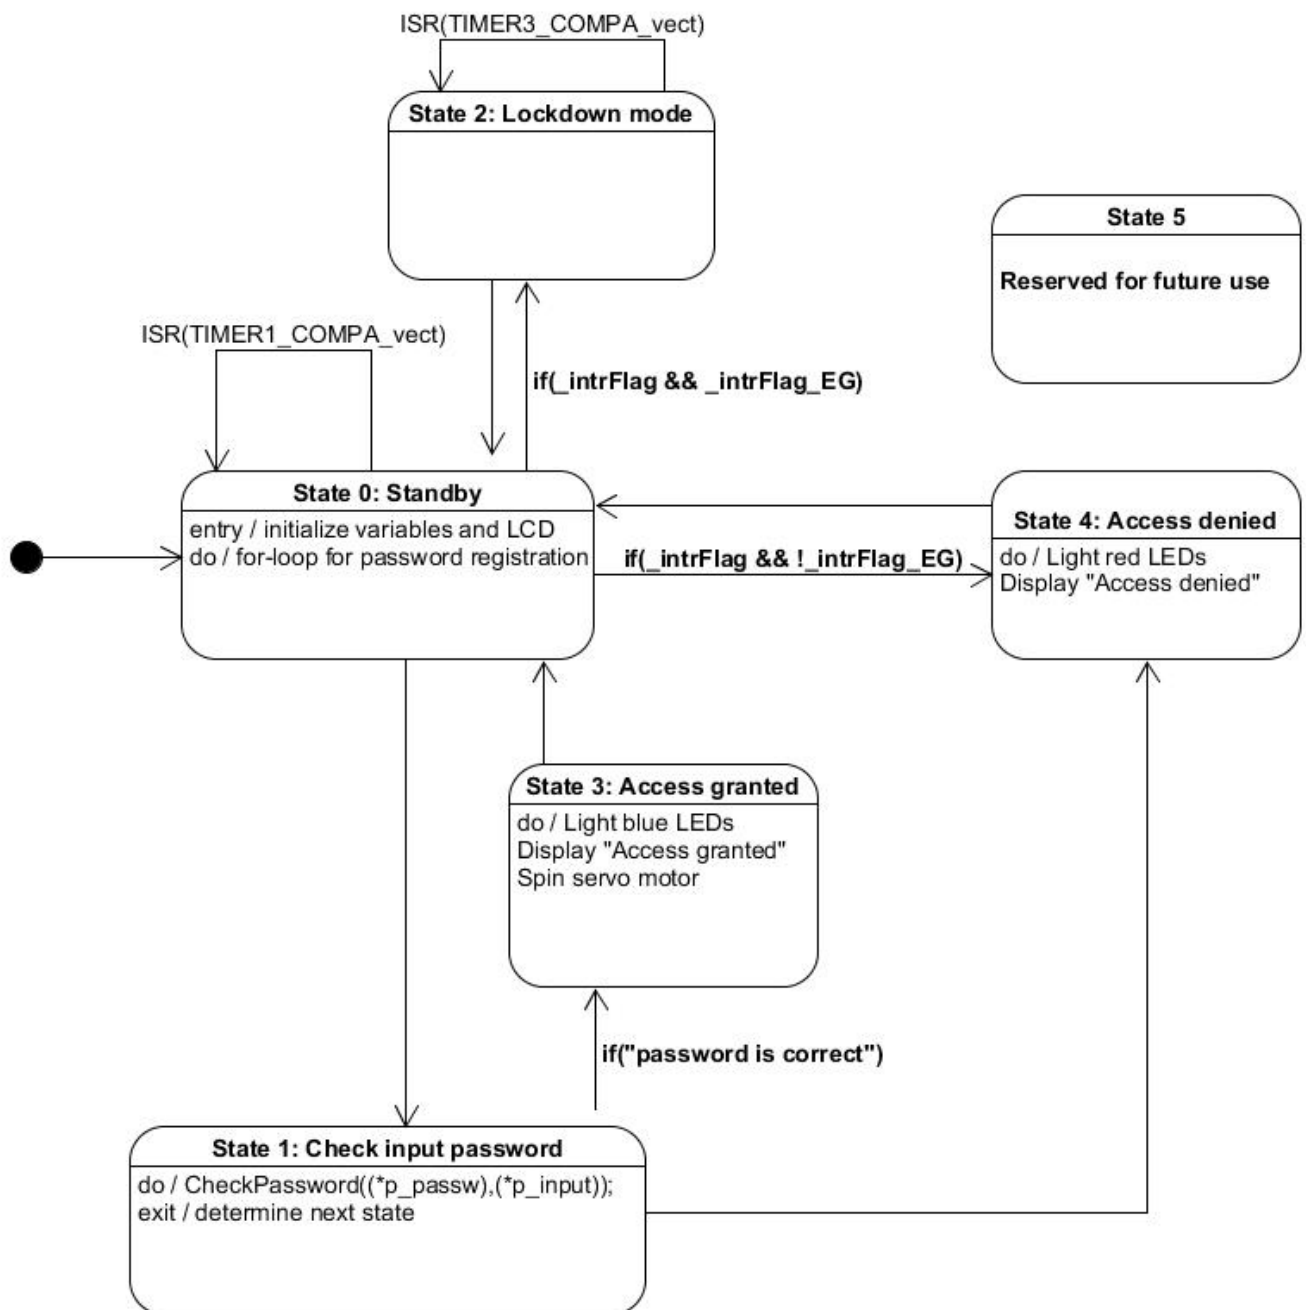 ISR(TIMER3_COMPA_vect)
State 2: Lockdown mode
State 5
Reserved for future use
ISR(TIMER1_COMPA_vect)
if(_intrFlag && _intrFlag_EG)
State 0: Standby
entry / initialize variables and LCD
do / for-loop for password registration
if(_intrFlag && !_intrFlag_EG)
State 4: Access denied
do / Light red LEDs
Display "Access denied"
State 3: Access granted
do / Light blue LEDs
Display "Access granted"
Spin servo motor
if("password is correct")
State 1: Check input password
do / CheckPassword((*p_passw),(*p_input));
exit / determine next state